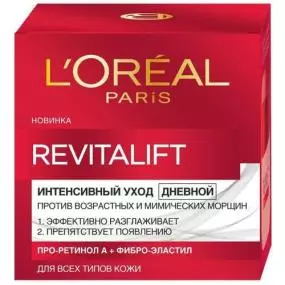 L'ORÉAL
PARIS
НОВИНКА
REVITALIFT
ИНТЕНСИВНЫЙ УХОД ДНЕВНОЙ
ПРОТИВ ВОЗРАСТНЫХ И МИМИЧЕСКИХ МОРЩИН
1. ЭФФЕКТИВНО РАЗГЛАЖИВАЕТ
2. ПРЕПЯТСТВУЕТ ПОЯВЛЕНИЮ
ПРО-РЕТИНОЛ А + ФИБРО-ЭЛАСТИЛ
ДЛЯ ВСЕХ ТИПОВ КОЖИ